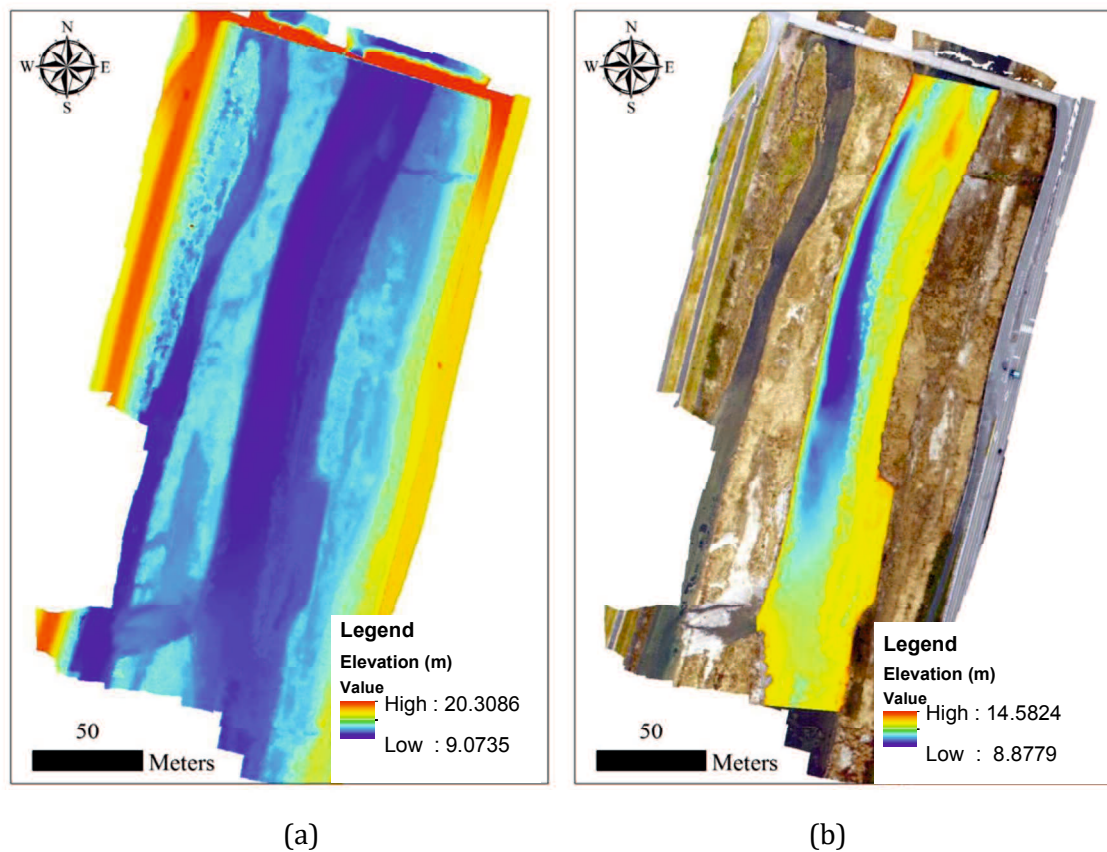 N
W E
S
Legend
Elevation (m)
Value
High : 20.3086
Low : 9.0735
50
Meters
(a)
N
W E
S
Legend
Elevation (m)
Value
High : 14.5824
Low : 8.8779
50
Meters
(b)